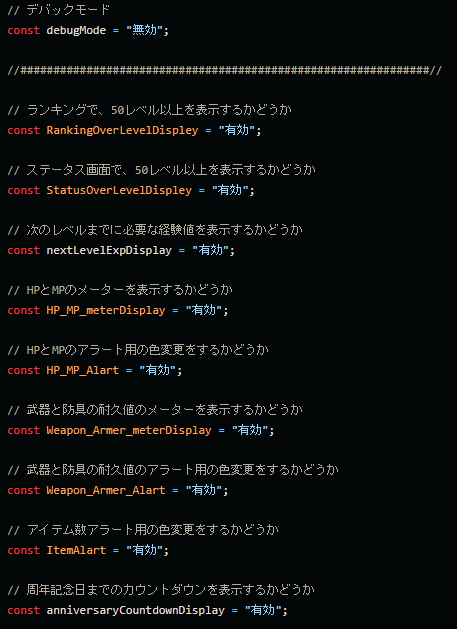 // デバックモード
const debugMode = "無効";
//##############################################################//
// ランキングで、50レベル以上を表示するかどうか
const RankingOverLevelDispley = "有効";
// ステータス画面で、50レベル以上を表示するかどうか
const StatusOverLevelDispley = "有効";
// 次のレベルまでに必要な経験値を表示するかどうか
const nextLevelExpDisplay = "有効";
// HPとMPのメーターを表示するかどうか
const HP_MP_meterDisplay = "有効";
// HPとMPのアラート用の色変更をするかどうか
const HP_MP_Alart = "有効";
// 武器と防具の耐久値のメーターを表示するかどうか
const Weapon_Armer_meterDisplay = "有効";
// 武器と防具の耐久値のアラート用の色変更をするかどうか
const Weapon_Armer_Alart = "有効";
// アイテム数アラート用の色変更をするかどうか
const ItemAlart = "有効";
// 周年記念日までのカウントダウンを表示するかどうか
const anniversaryCountdownDisplay = "有効";